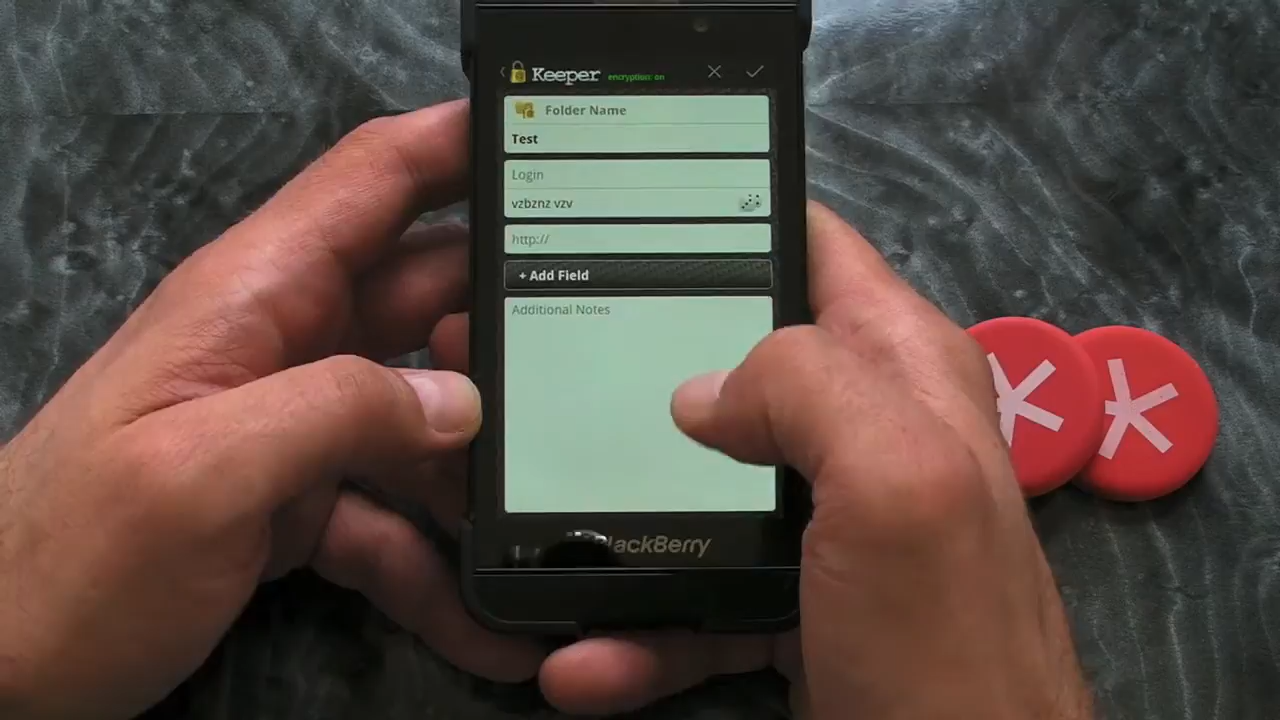 Keeper encryption: on
Folder Name
Test
Login
vzbznz vzv
http://
+ Add Field
Additional Notes
BlackBerry